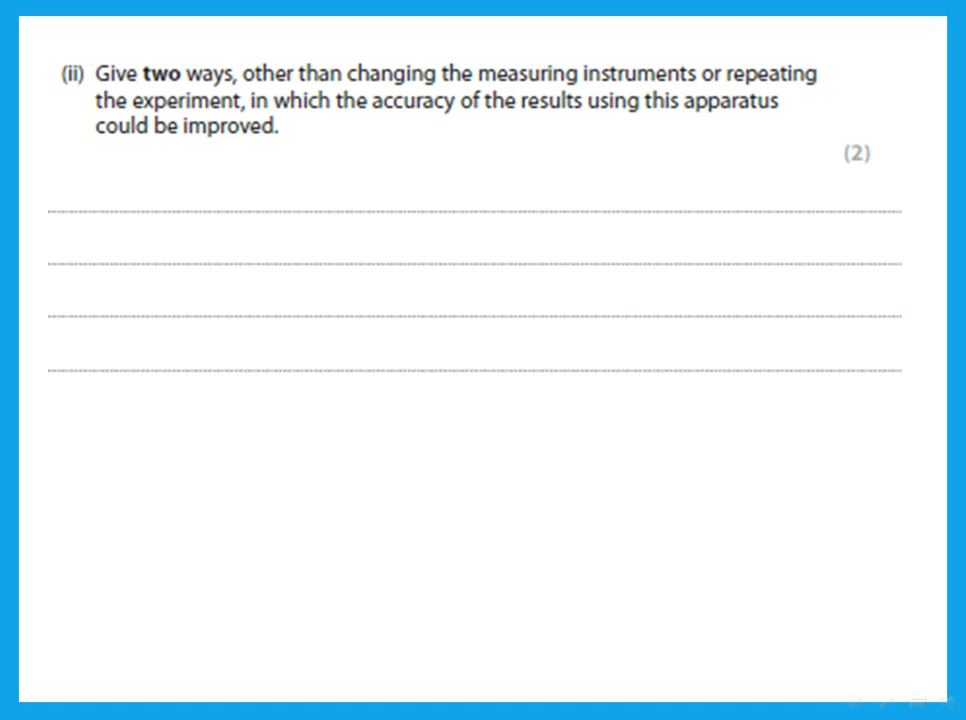 (ii) Give two ways, other than changing the measuring instruments or repeating
the experiment, in which the accuracy of the results using this apparatus
could be improved.
(2)